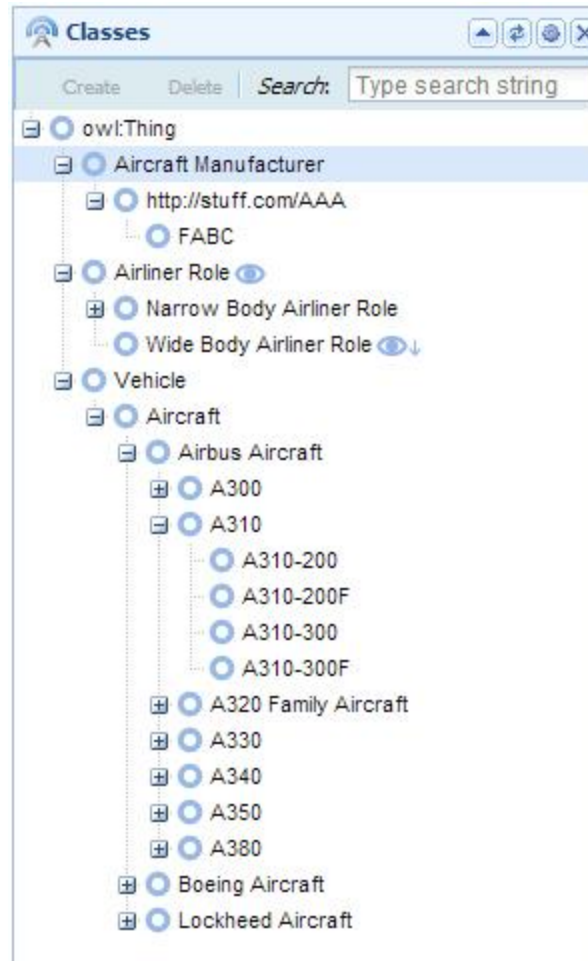 Classes
Create Delete Search: Type search string
owl:Thing
Aircraft Manufacturer
http://stuff.com/AAA
FABC
Airliner Role
Narrow Body Airliner Role
Wide Body Airliner Role
Vehicle
Aircraft
Airbus Aircraft
A300
A310
A310-200
A310-200F
A310-300
A310-300F
A320 Family Aircraft
A330
A340
A350
A380
Boeing Aircraft
Lockheed Aircraft